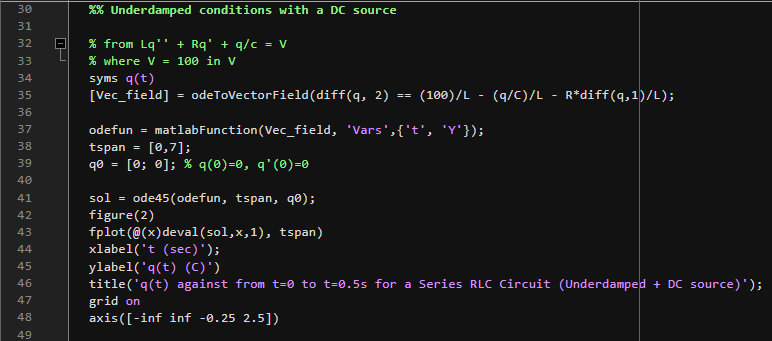 30 %% Underdamped conditions with a DC source
31
32 % from Lq'' + Rq' + q/c = V
33 % where V = 100 in V
34 syms q(t)
35 [Vec_field] = odeToVectorField(diff(q, 2) == (100)/L - (q/C)/L - R*diff(q,1)/L);
36
37 odefun = matlabFunction(Vec_field, 'Vars',{'t', 'Y'});
38 tspan = [0,7];
39 q0 = [0; 0]; % q(0)=0, q'(0)=0
40
41 sol = ode45(odefun, tspan, q0);
42 figure(2)
43 fplot(@(x)deval(sol,x,1), tspan)
44 xlabel('t (sec)');
45 ylabel('q(t) (C)')
46 title('q(t) against from t=0 to t=0.5s for a Series RLC Circuit (Underdamped + DC source)');
47 grid on
48 axis([-inf inf -0.25 2.5])
49